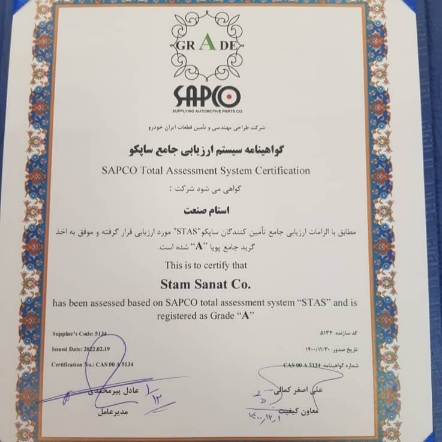 GRADE
SAPCO
SUPPLYING AUTOMOTIVE PARTS CO.
شرکت طراحی مهندسی و تأمین قطعات ایران خودرو
گواهینامه سیستم ارزیابی جامع ساپکو
SAPCO Total Assessment System Certification
گواهی می شود شرکت :
استام صنعت
مطابق با الزامات ارزیابی جامع تأمین کنندگان ساپکو"STAS" مورد ارزیابی قرار گرفته و موفق به اخذ
گرید جامع پویا "A" شده است.
This is to certify that
Stam Sanat Co.
has been assessed based on SAPCO total assessment system "STAS" and is
registered as Grade "A"
Supplier's Code: 5134
کد سازنده: ۵۱۳۴
Issued Date: 2022.02.19
تاریخ صدور: ۱۴۰۰/۱۱/۳۰
Certification No.: CAS 00 A 5134
شماره گواهینامه: CAS 00 A 5134
عادل پیرمحمدی
مدیرعامل
علی اصغر کمالی
معاون کیفیت